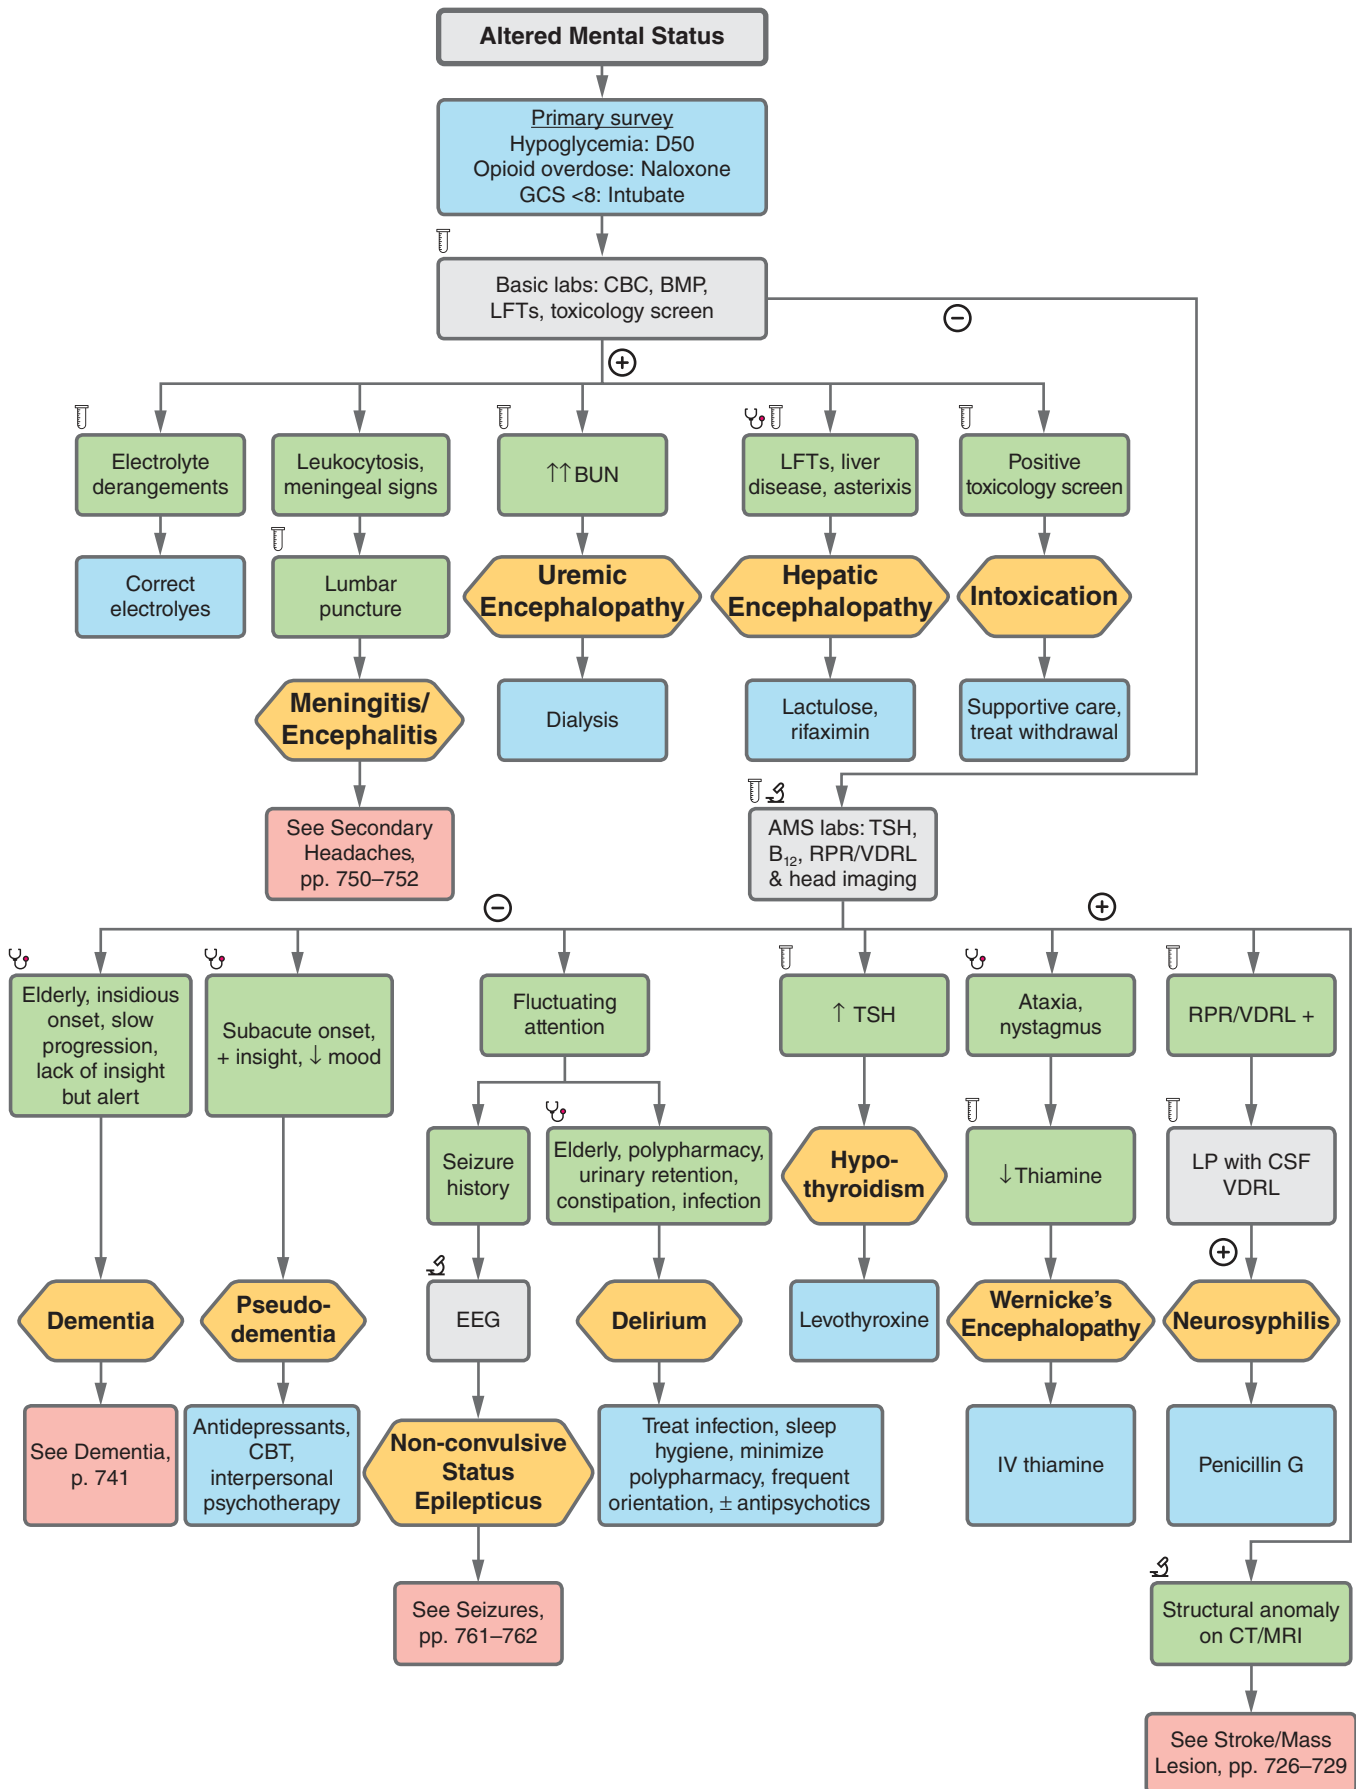 Altered Mental Status
Primary survey
Hypoglycemia: D50
Opioid overdose: Naloxone
GCS <8: Intubate
Basic labs: CBC, BMP,
LFTs, toxicology screen
−
+
Electrolyte
derangements
Leukocytosis,
meningeal signs
↑↑BUN
LFTs, liver
disease, asterixis
Positive
toxicology screen
Correct
electrolyes
Lumbar
puncture
Uremic
Encephalopathy
Hepatic
Encephalopathy
Intoxication
Meningitis/
Encephalitis
Dialysis
Lactulose,
rifaximin
Supportive care,
treat withdrawal
See Secondary
Headaches,
pp. 750–752
AMS labs: TSH,
B12, RPR/VDRL
& head imaging
−
+
Elderly, insidious
onset, slow
progression,
lack of insight
but alert
Subacute onset,
+ insight, ↓ mood
Fluctuating
attention
↑ TSH
Ataxia,
nystagmus
RPR/VDRL +
Seizure
history
Elderly, polypharmacy,
urinary retention,
constipation, infection
Hypo-
thyroidism
↓Thiamine
LP with CSF
VDRL
+
Dementia
Pseudo-
dementia
EEG
Delirium
Levothyroxine
Wernicke's
Encephalopathy
Neurosyphilis
See Dementia,
p. 741
Antidepressants,
CBT,
interpersonal
psychotherapy
Non-convulsive
Status
Epilepticus
Treat infection, sleep
hygiene, minimize
polypharmacy, frequent
orientation, ± antipsychotics
IV thiamine
Penicillin G
See Seizures,
pp. 761–762
Structural anomaly
on CT/MRI
See Stroke/Mass
Lesion, pp. 726–729